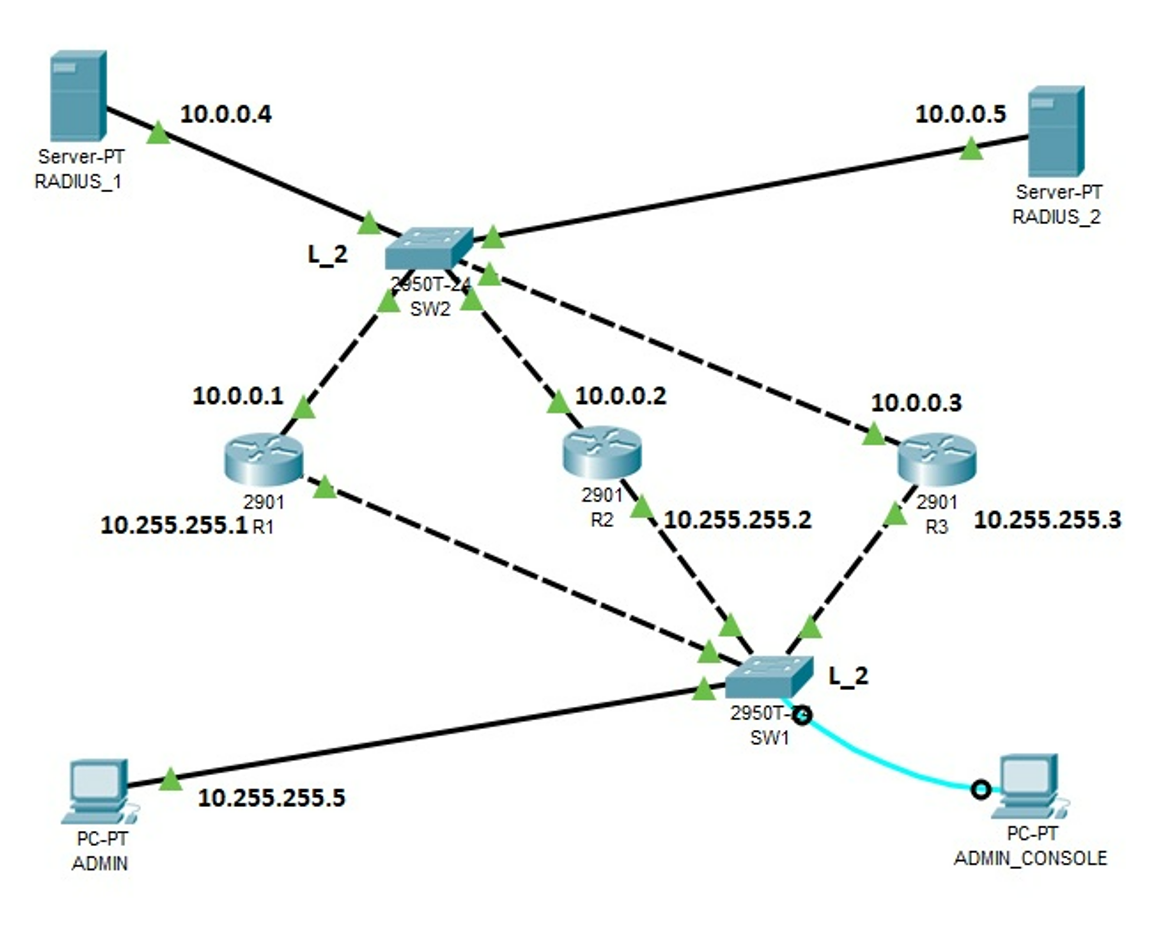 10.0.0.4
10.0.0.5
Server-PT
RADIUS_1
Server-PT
RADIUS_2
L_2
2950T-24
SW2
10.0.0.1
10.0.0.2
10.0.0.3
2901
R1
10.255.255.1
2901
R2
10.255.255.2
2901
R3
10.255.255.3
L_2
2950T-24
SW1
10.255.255.5
PC-PT
ADMIN
PC-PT
ADMIN_CONSOLE